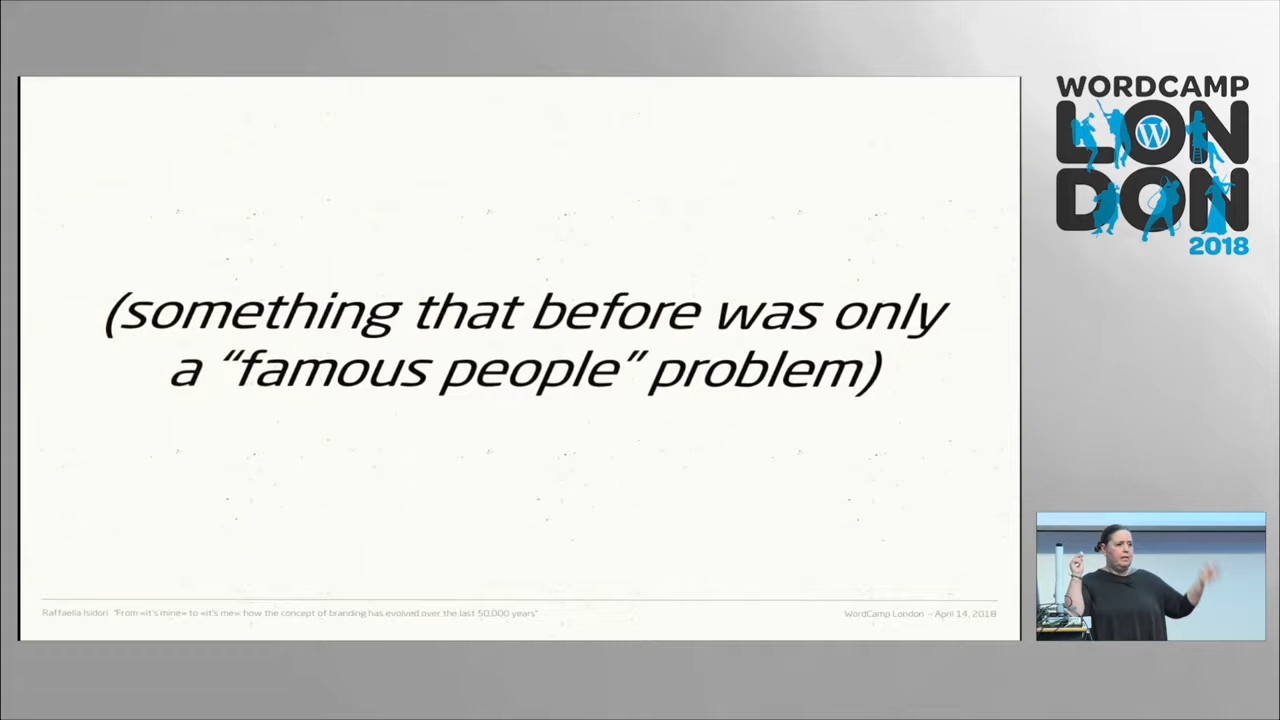 (something that before was only
a “famous people” problem)
Raffaella Isidori "From «it's mine» to «it's me»: how the concept of branding has evolved over the last 50,000 years"
WordCamp London – April 14, 2018
WORDCAMP
LON
DON
2018